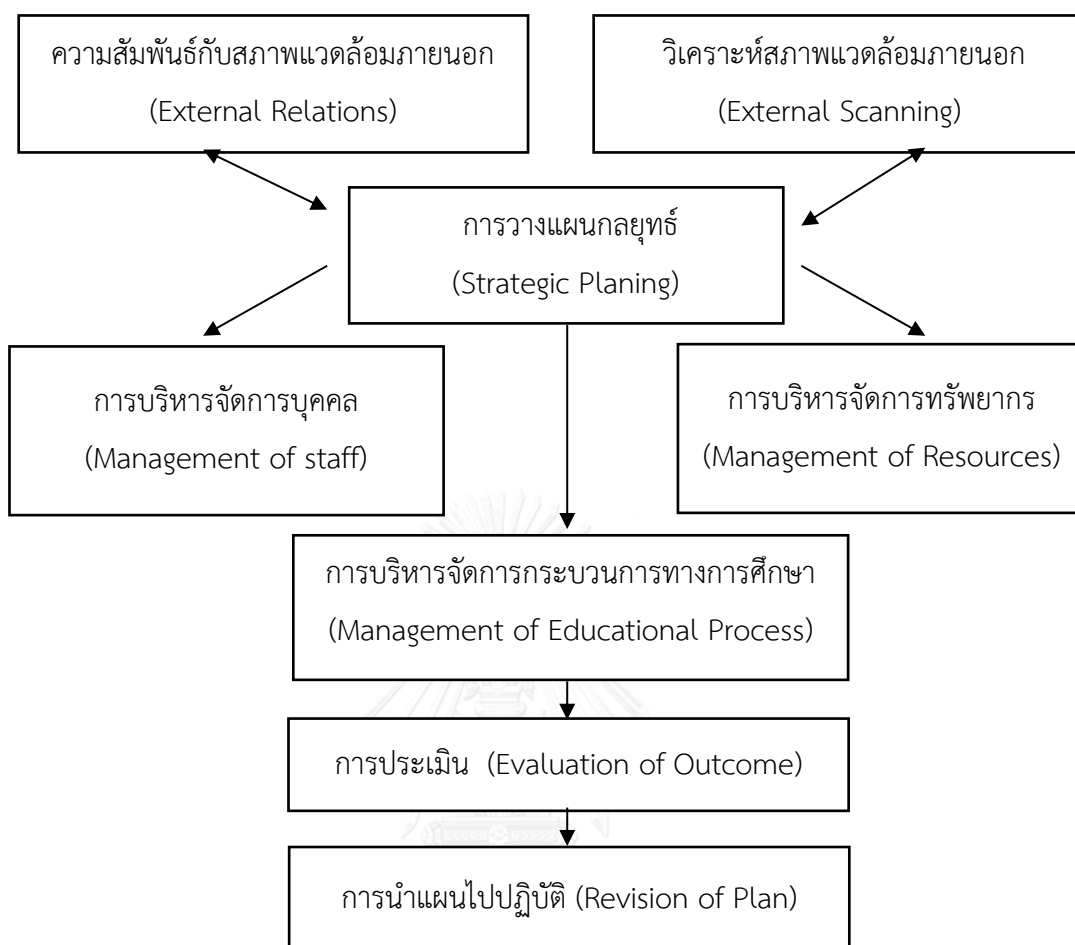 ความสัมพันธ์กับสภาพแวดล้อมภายนอก
(External Relations)
วิเคราะห์สภาพแวดล้อมภายนอก
(External Scanning)
การวางแผนกลยุทธ์
(Strategic Planing)
การบริหารจัดการบุคคล
(Management of staff)
การบริหารจัดการทรัพยากร
(Management of Resources)
การบริหารจัดการกระบวนการทางการศึกษา
(Management of Educational Process)
การประเมิน (Evaluation of Outcome)
การนำแผนไปปฏิบัติ (Revision of Plan)